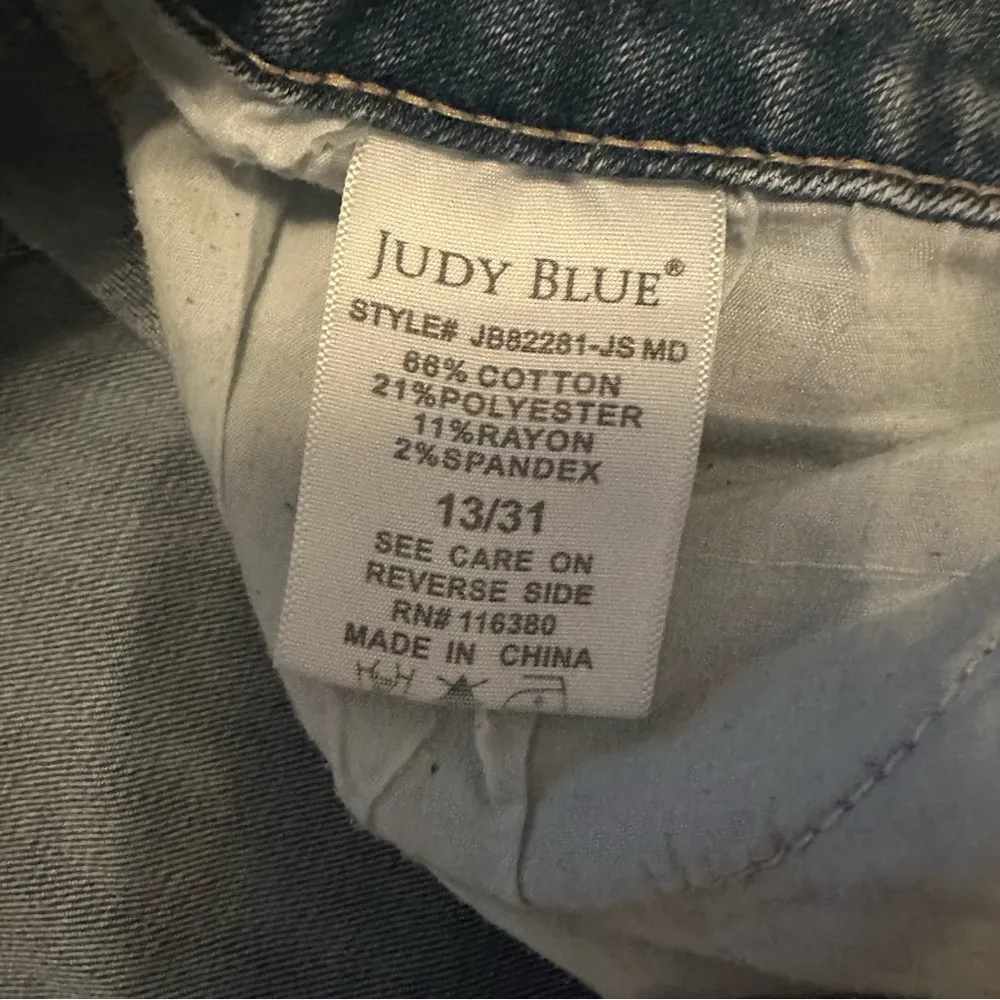 JUDY BLUE®
STYLE# JB82281-JS MD
66% COTTON
21%POLYESTER
11%RAYON
2%SPANDEX
13/31
SEE CARE ON
REVERSE SIDE
RN# 116380
MADE IN CHINA